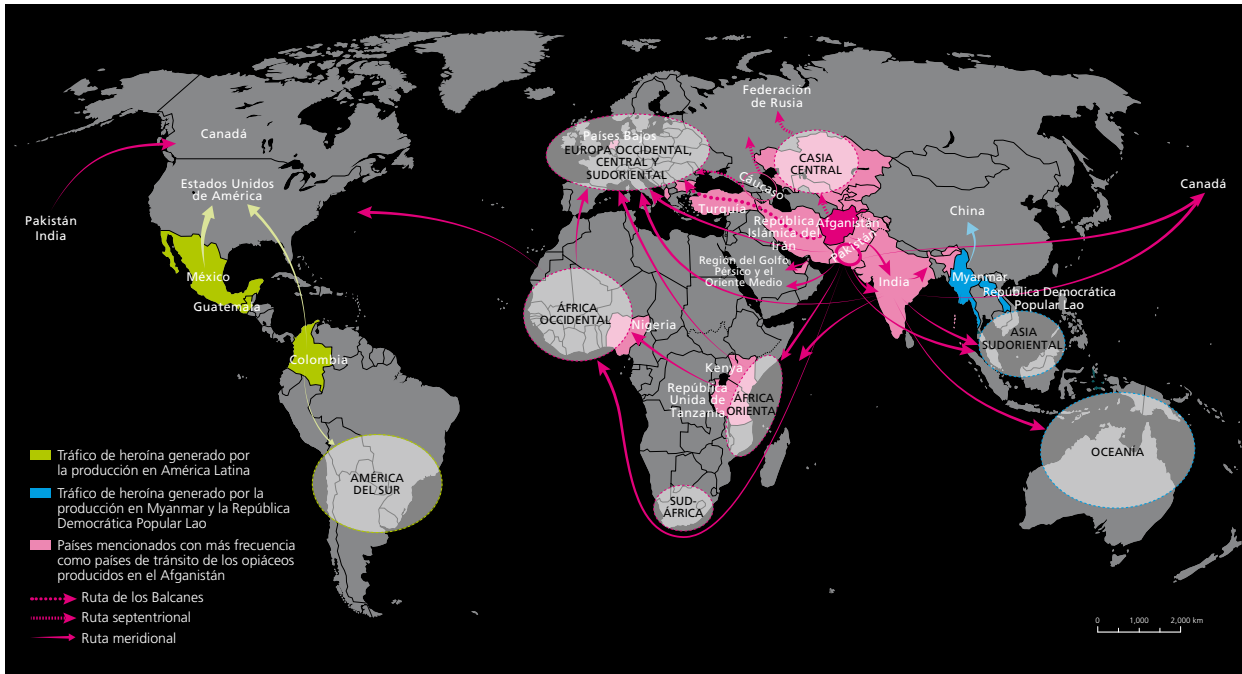 Federación
de Rusia
Canadá
Países Bajos
EUROPA OCCIDENTAL,
CENTRAL Y
SUDORIENTAL
CASIA
CENTRAL
Estados Unidos
de América
Cáucaso
Canadá
Pakistán
India
Turquía
República
Islámica del
Irán
Afganistán
China
Pakistán
Región del Golfo
Pérsico y el
Oriente Medio
India
México
Myanmar
República Democrática
Popular Lao
Guatemala
ÁFRICA
OCCIDENTAL
Nigeria
ASIA
SUDORIENTAL
Colombia
Kenya
República
Unida de
Tanzanía
ÁFRICA
ORIENTAL
OCEANÍA
AMÉRICA
DEL SUR
SUD-
ÁFRICA
Tráfico de heroína generado por
la producción en América Latina
Tráfico de heroína generado por la
producción en Myanmar y la República
Democrática Popular Lao
Países mencionados con más frecuencia
como países de tránsito de los opiáceos
producidos en el Afganistán
Ruta de los Balcanes
Ruta septentrional
Ruta meridional
0 1,000 2,000 km